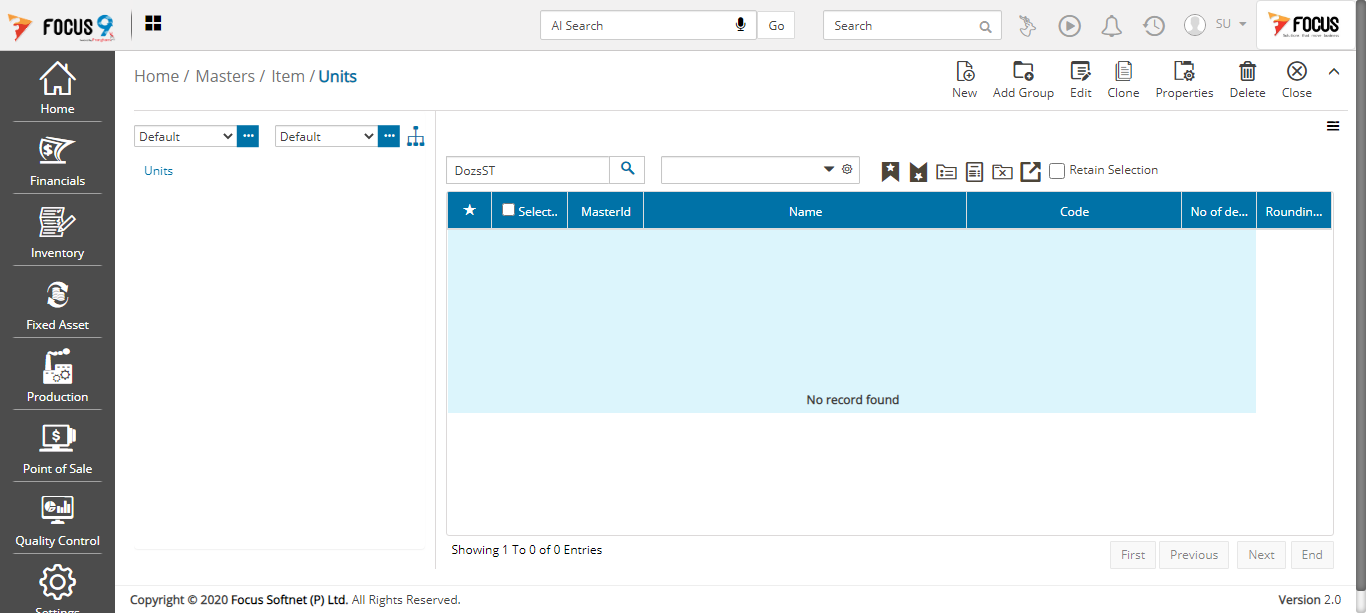 FOCUS 9
AI Search
Go
Search
SU
FOCUS
Home
Financials
Inventory
Fixed Asset
Production
Point of Sale
Quality Control
Settings
Home / Masters / Item / Units
New
Add Group
Edit
Clone
Properties
Delete
Close
Default
Default
Units
DozsST
Retain Selection
Select..
MasterId
Name
Code
No of de...
Roundin...
No record found
Showing 1 To 0 of 0 Entries
First
Previous
Next
End
Copyright © 2020 Focus Softnet (P) Ltd. All Rights Reserved.
Version 2.0